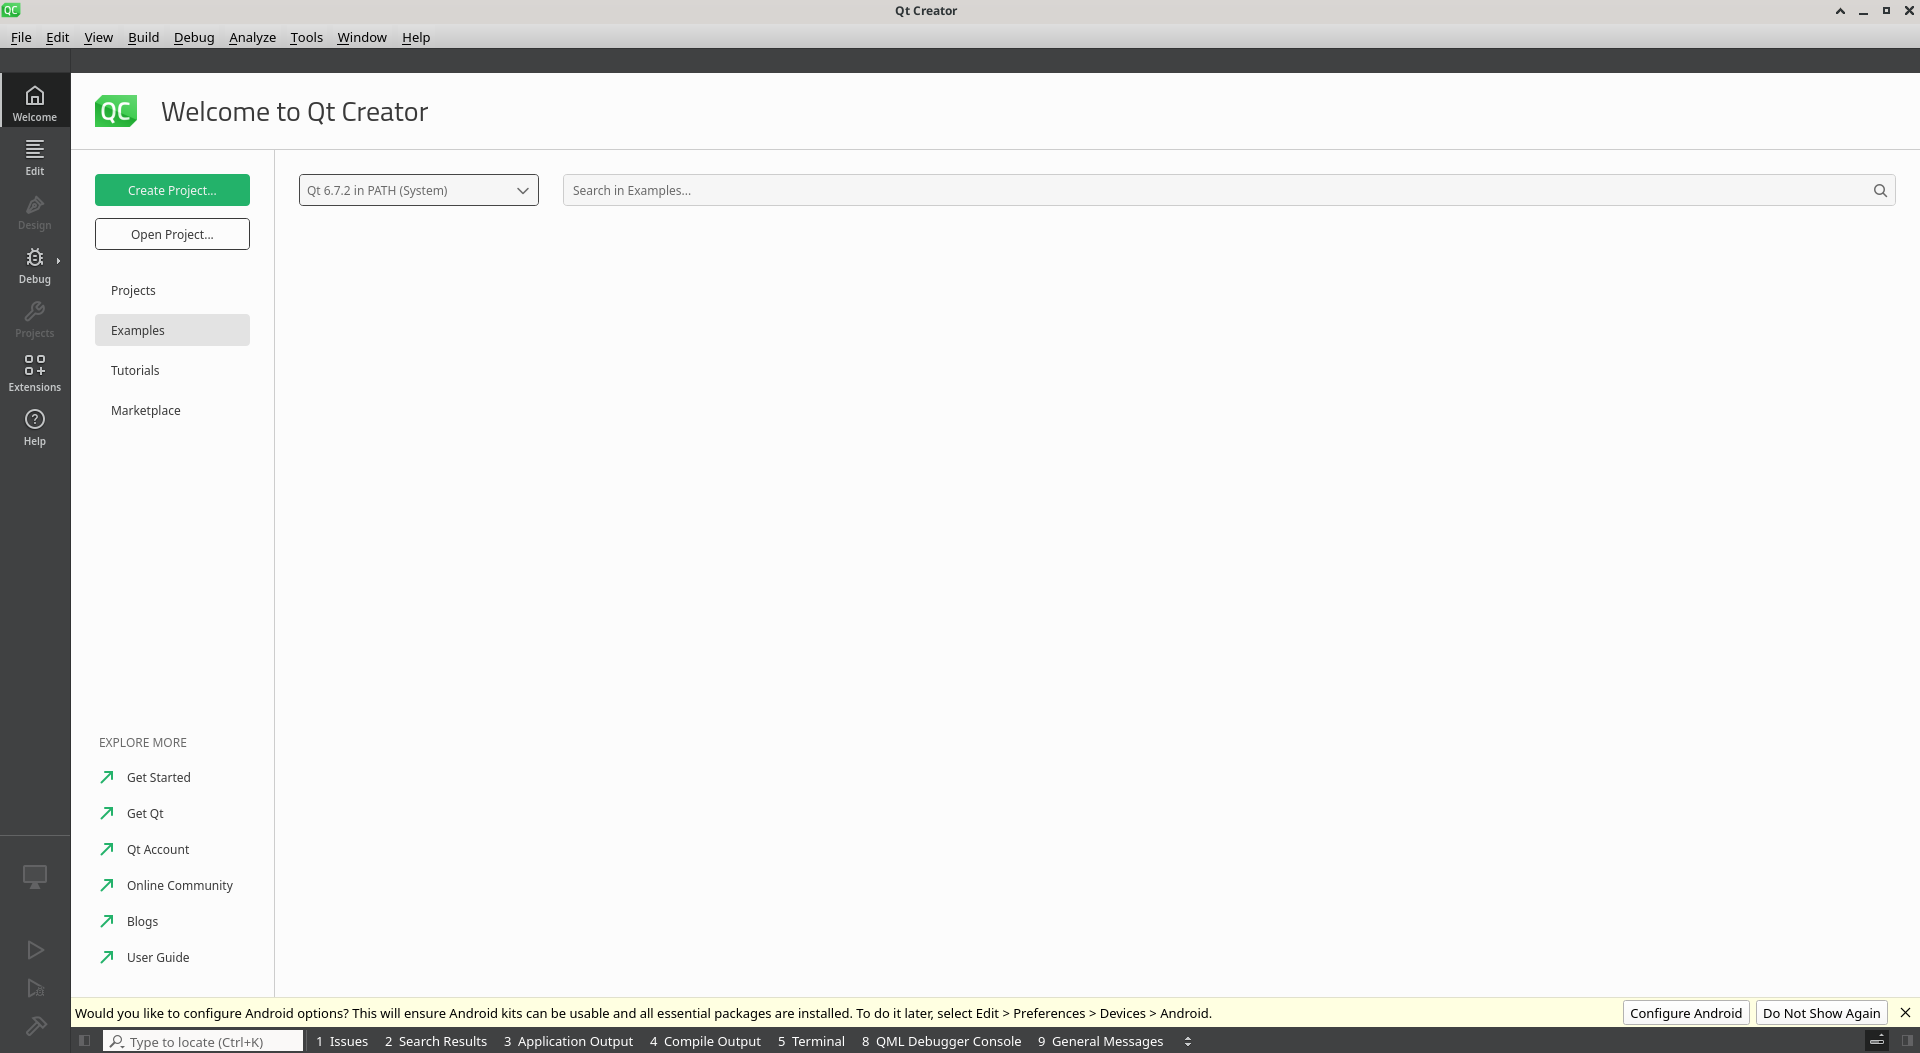 QC
Qt Creator
File Edit View Build Debug Analyze Tools Window Help
Welcome
Edit
Design
Debug
Projects
Extensions
Help
QC Welcome to Qt Creator
Create Project...
Open Project...
Projects
Examples
Tutorials
Marketplace
Qt 6.7.2 in PATH (System)
Search in Examples...
EXPLORE MORE
Get Started
Get Qt
Qt Account
Online Community
Blogs
User Guide
Would you like to configure Android options? This will ensure Android kits can be usable and all essential packages are installed. To do it later, select Edit > Preferences > Devices > Android.
Configure Android
Do Not Show Again
Type to locate (Ctrl+K)
1 Issues 2 Search Results 3 Application Output 4 Compile Output 5 Terminal 8 QML Debugger Console 9 General Messages